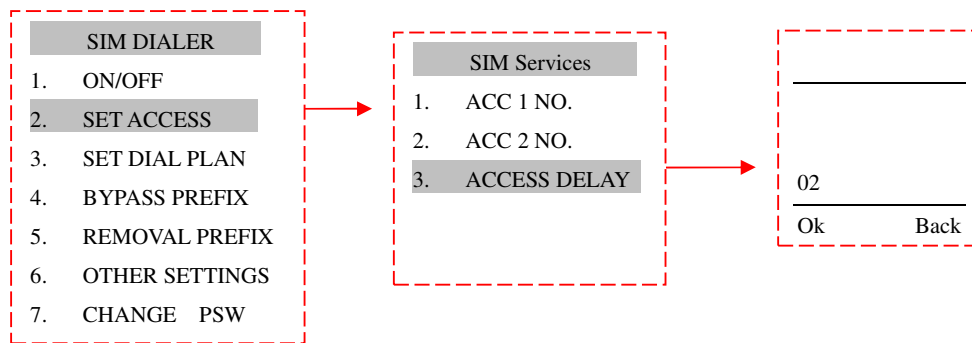 SIM DIALER
1. ON/OFF
2. SET ACCESS
3. SET DIAL PLAN
4. BYPASS PREFIX
5. REMOVAL PREFIX
6. OTHER SETTINGS
7. CHANGE PSW
SIM Services
1. ACC 1 NO.
2. ACC 2 NO.
3. ACCESS DELAY
02
Ok Back